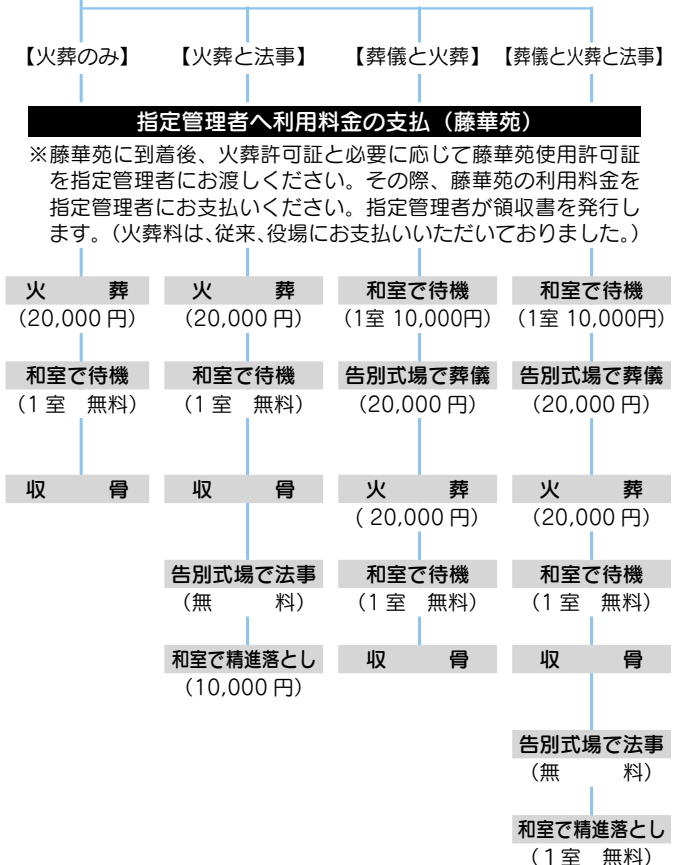 【火葬のみ】 【火葬と法事】 【葬儀と火葬】 【葬儀と火葬と法事】
指定管理者へ利用料金の支払（藤華苑）
※藤華苑に到着後、火葬許可証と必要に応じて藤華苑使用許可証
を指定管理者にお渡しください。その際、藤華苑の利用料金を
指定管理者にお支払いください。指定管理者が領収書を発行し
ます。（火葬料は、従来、役場にお支払いいただいておりました。）
火　葬 火　葬 和室で待機 和室で待機
（20,000 円） （20,000 円） （1室 10,000円） （1室 10,000円）
和室で待機 和室で待機 告別式場で葬儀 告別式場で葬儀
（1 室　無料） （1 室　無料） （20,000 円） （20,000 円）
収　骨 収　骨 火　葬 火　葬
（ 20,000 円） （20,000 円）
告別式場で法事 和室で待機 和室で待機
（無　料） （1 室　無料） （1 室　無料）
和室で精進落とし 収　骨 収　骨
（10,000 円）
告別式場で法事
（無　料）
和室で精進落とし
（1 室　無料）